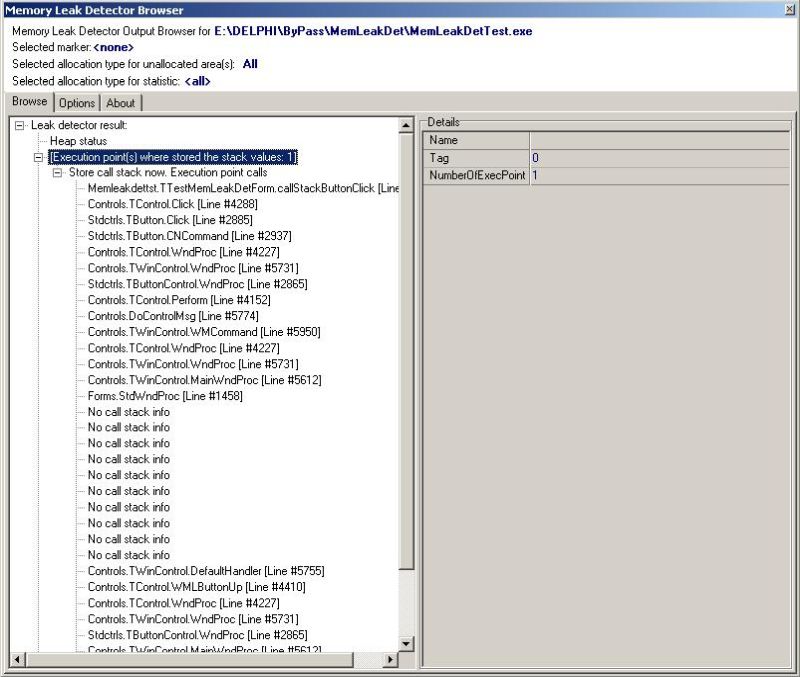 Memory Leak Detector Browser
Memory Leak Detector Output Browser for E:\DELPHI\ByPass\MemLeakDet\MemLeakDetTest.exe
Selected marker: <none>
Selected allocation type for unallocated area(s): All
Selected allocation type for statistic: <all>
Browse Options About
Leak detector result:
Heap status
[Execution point(s) where stored the stack values: 1]
Store call stack now. Execution point calls
Memleakdettst.TTestMemLeakDetForm.callStackButtonClick [Line
Controls.TControl.Click [Line #4288]
Stdctrls.TButton.Click [Line #2885]
Stdctrls.TButton.CNCommand [Line #2937]
Controls.TControl.WndProc [Line #4227]
Controls.TWinControl.WndProc [Line #5731]
Stdctrls.TButtonControl.WndProc [Line #2865]
Controls.TControl.Perform [Line #4152]
Controls.DoControlMsg [Line #5774]
Controls.TWinControl.WMCommand [Line #5950]
Controls.TControl.WndProc [Line #4227]
Controls.TWinControl.WndProc [Line #5731]
Controls.TWinControl.MainWndProc [Line #5612]
Forms.StdWndProc [Line #1458]
No call stack info
No call stack info
No call stack info
No call stack info
No call stack info
No call stack info
No call stack info
No call stack info
No call stack info
No call stack info
Controls.TWinControl.DefaultHandler [Line #5755]
Controls.TControl.WMLButtonUp [Line #4410]
Controls.TControl.WndProc [Line #4227]
Controls.TWinControl.WndProc [Line #5731]
Stdctrls.TButtonControl.WndProc [Line #2865]
Controls.TWinControl.MainWndProc [Line #5612]
Details
Name
Tag 0
NumberOfExecPoint 1